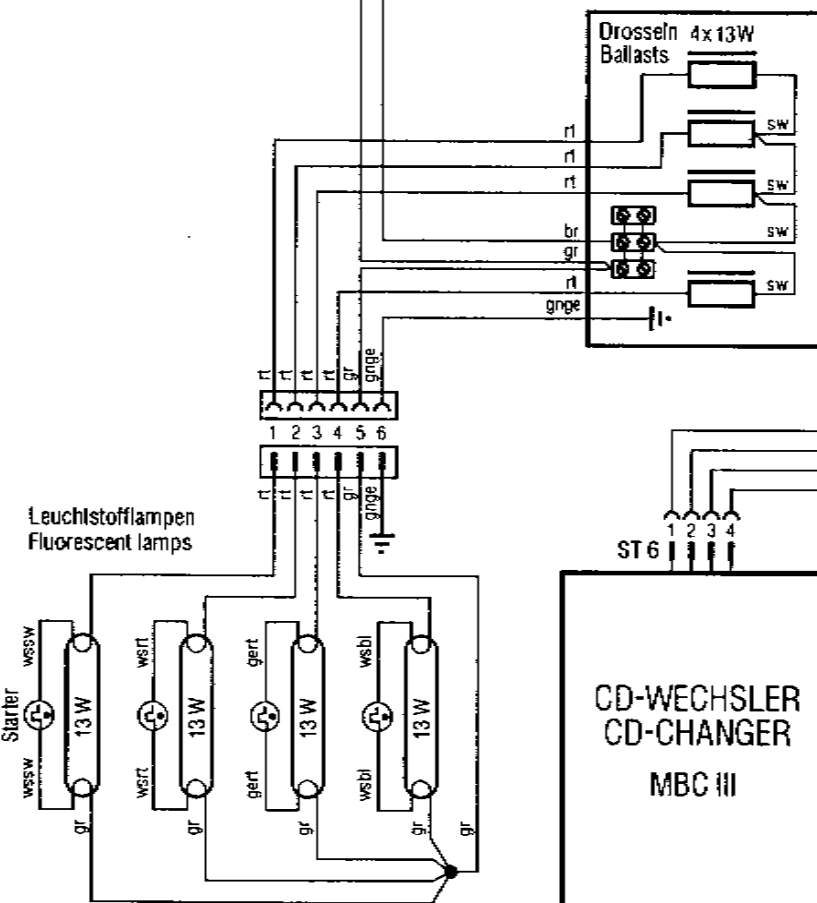 Drosseln 4x13W
Ballasts
rt
sw
rt
rt
sw
br
sw
gr
rt
sw
gnge
rt rt rt rt gr gnge
1 2 3 4 5 6
rt rt rt rt gr gnge
Leuchtstofflampen
Fluorescent lamps
1 2 3 4
ST 6
wssw wsrt gert wsbl
Starter
13 W 13 W 13 W 13 W
wssw wsrt gert wsbl
gr gr gr gr gr
CD-WECHSLER
CD-CHANGER
MBC III